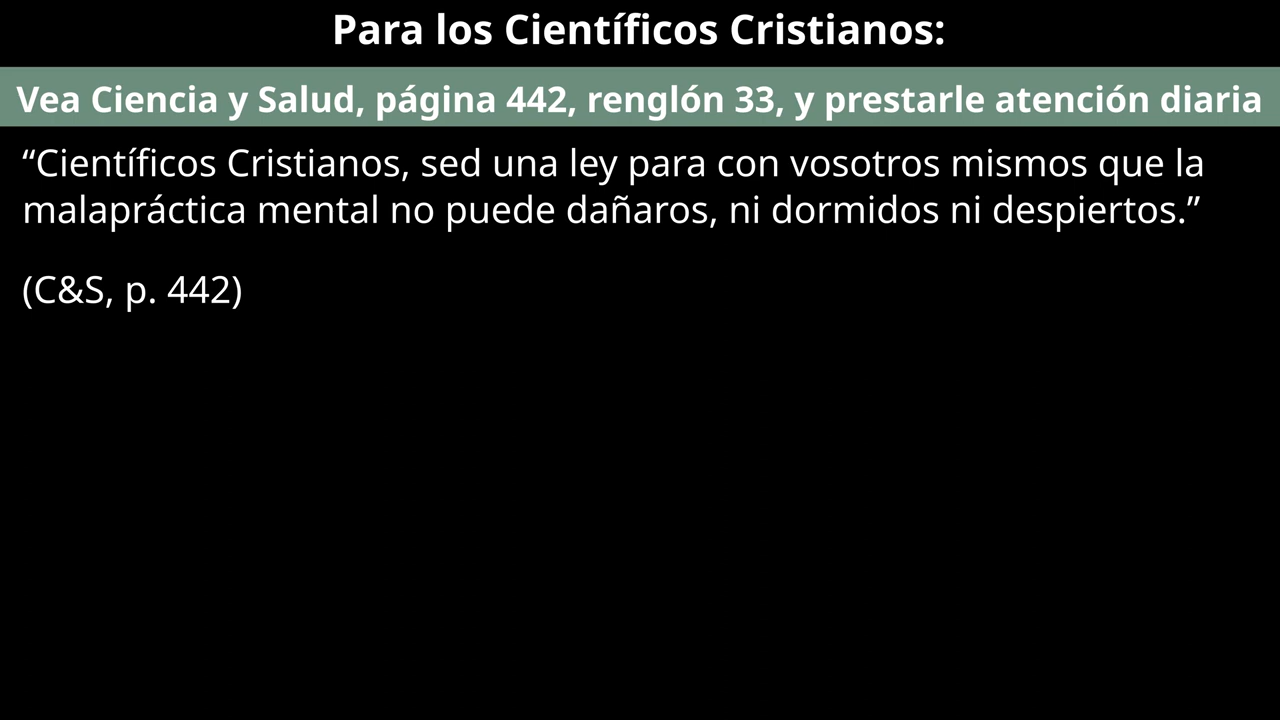 Para los Científicos Cristianos:
Vea Ciencia y Salud, página 442, renglón 33, y prestarle atención diaria
“Científicos Cristianos, sed una ley para con vosotros mismos que la
malapráctica mental no puede dañaros, ni dormidos ni despiertos.”
(C&S, p. 442)